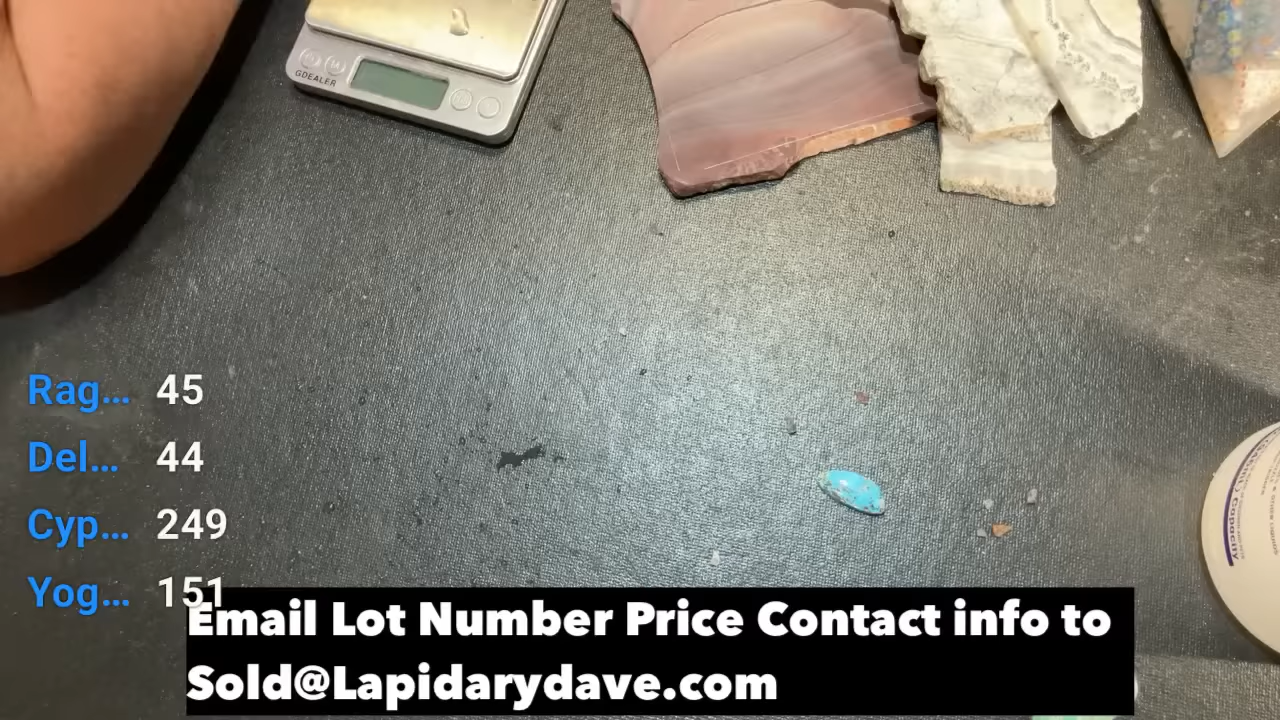 GDEALER
Rag... 45
Del... 44
Cyp... 249
Yog... 151
Email Lot Number Price Contact info to
Sold@Lapidarydave.com
Capacity